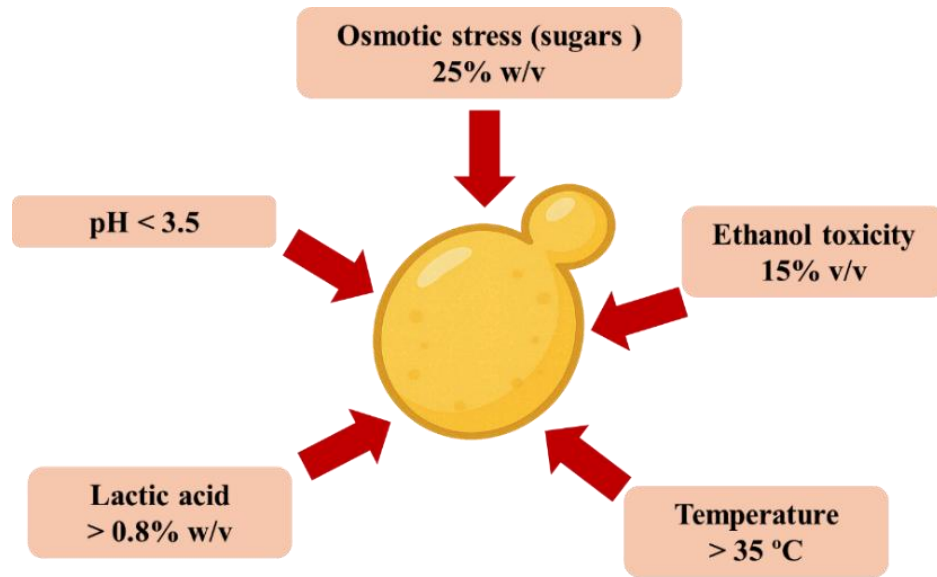 Osmotic stress (sugars )
25% w/v
pH < 3.5
Ethanol toxicity
15% v/v
Lactic acid
> 0.8% w/v
Temperature
> 35 ºC